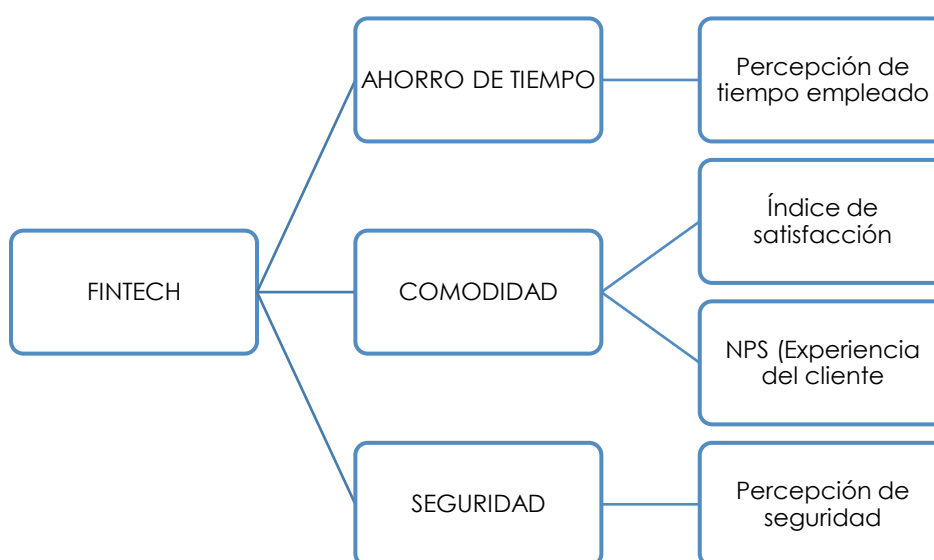 AHORRO DE TIEMPO
Percepción de
tiempo empleado
FINTECH
COMODIDAD
Índice de
satisfacción
NPS (Experiencia
del cliente
SEGURIDAD
Percepción de
seguridad